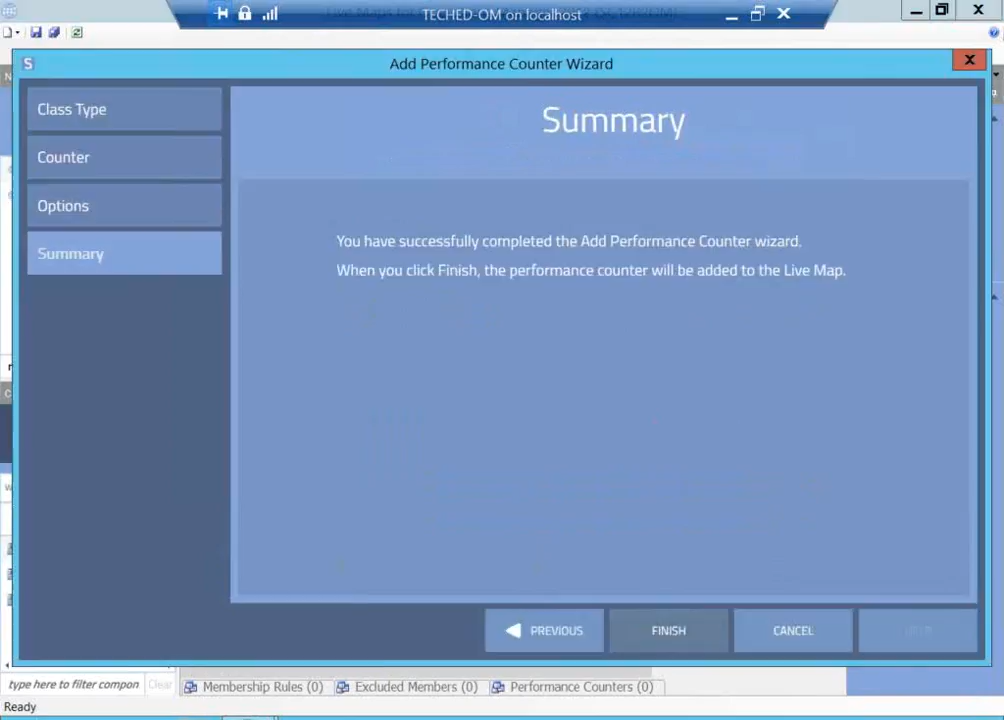 TECHED-OM on localhost
S
Add Performance Counter Wizard
Class Type
Counter
Options
Summary
Summary
You have successfully completed the Add Performance Counter wizard.
When you click Finish, the performance counter will be added to the Live Map.
PREVIOUS
FINISH
CANCEL
HELP
type here to filter compon
Clear
Membership Rules (0)
Excluded Members (0)
Performance Counters (0)
Ready